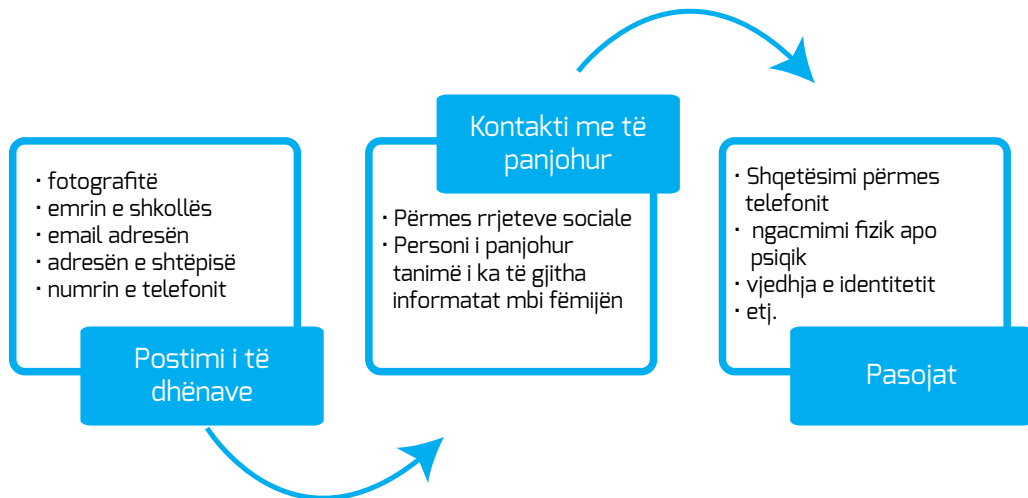 · fotografitë
· emrin e shkollës
· email adresën
· adresën e shtëpisë
· numrin e telefonit
Postimi i të
dhënave
Kontakti me të
panjohur
· Përmes rrjeteve sociale
· Personi i panjohur
tanimë i ka të gjitha
informatat mbi fëmijën
· Shqetësimi përmes
telefonit
· ngacmimi fizik apo
psiqik
· vjedhja e identitetit
· etj.
Pasojat